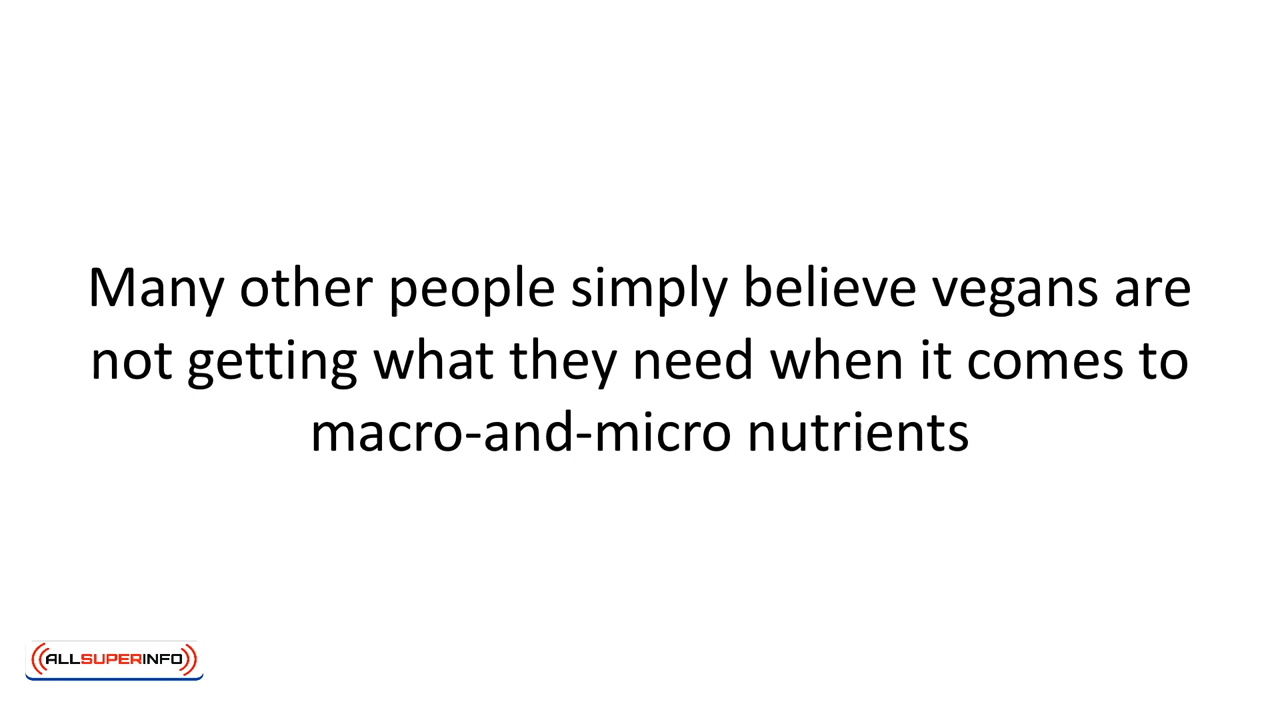 Many other people simply believe vegans are
not getting what they need when it comes to
macro-and-micro nutrients
ALLSUPERINFO